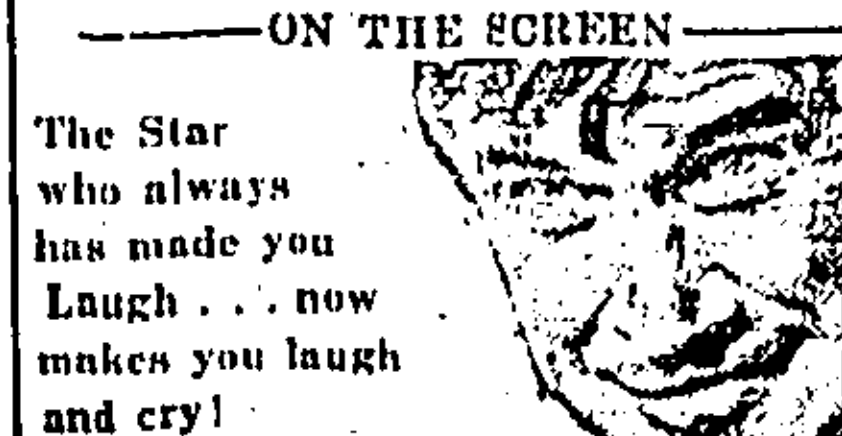 ON THE SCREEN
The Star
who always
has made you
Laugh . . . now
makes you laugh
and cry!